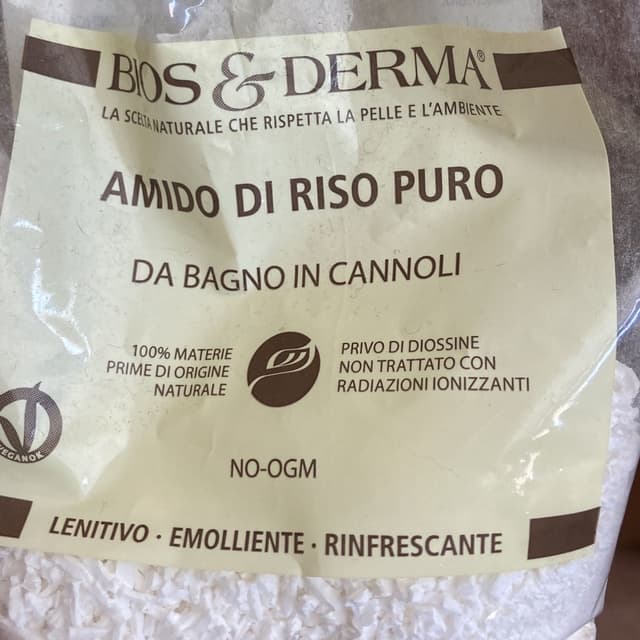 BIOS & DERMA®
LA SCELTA NATURALE CHE RISPETTA LA PELLE E L'AMBIENTE
AMIDO DI RISO PURO
DA BAGNO IN CANNOLI
100% MATERIE
PRIME DI ORIGINE
NATURALE
PRIVO DI DIOSSINE
NON TRATTATO CON
RADIAZIONI IONIZZANTI
VEGANOK
NO-OGM
LENITIVO · EMOLLIENTE · RINFRESCANTE